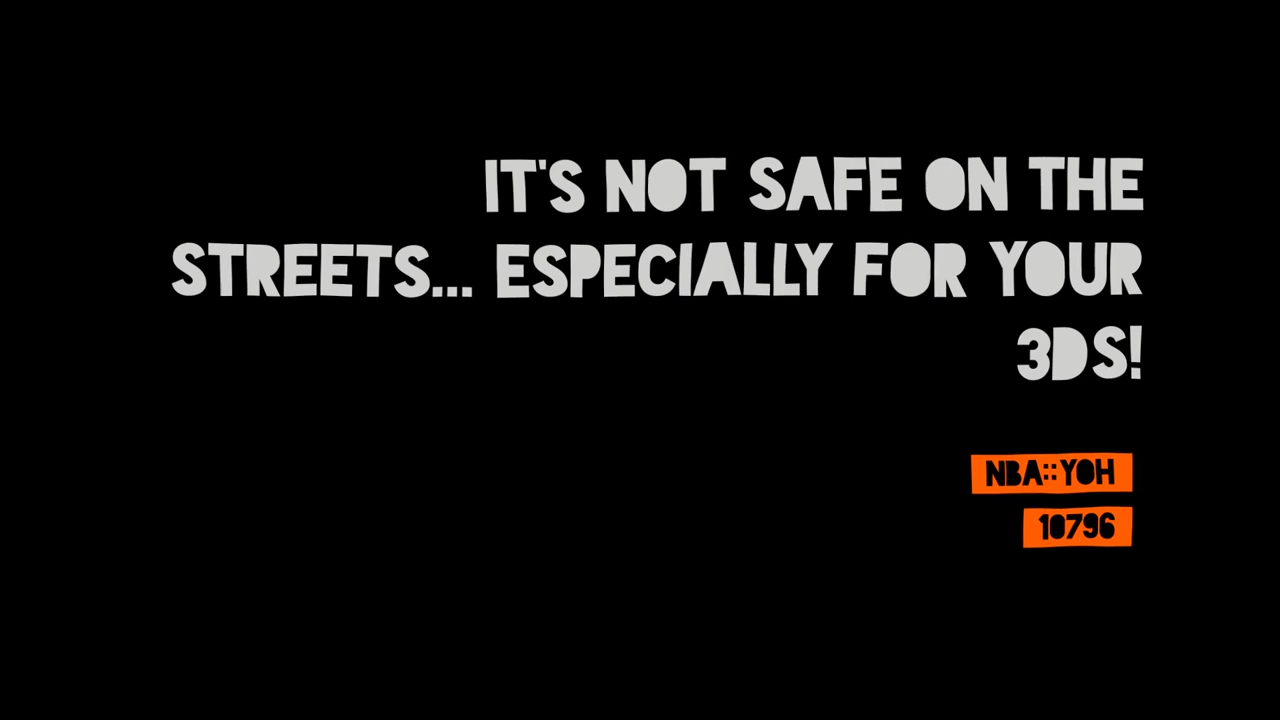 IT'S NOT SAFE ON THE
STREETS... ESPECIALLY FOR YOUR
3DS!
NBA::YOH
10796